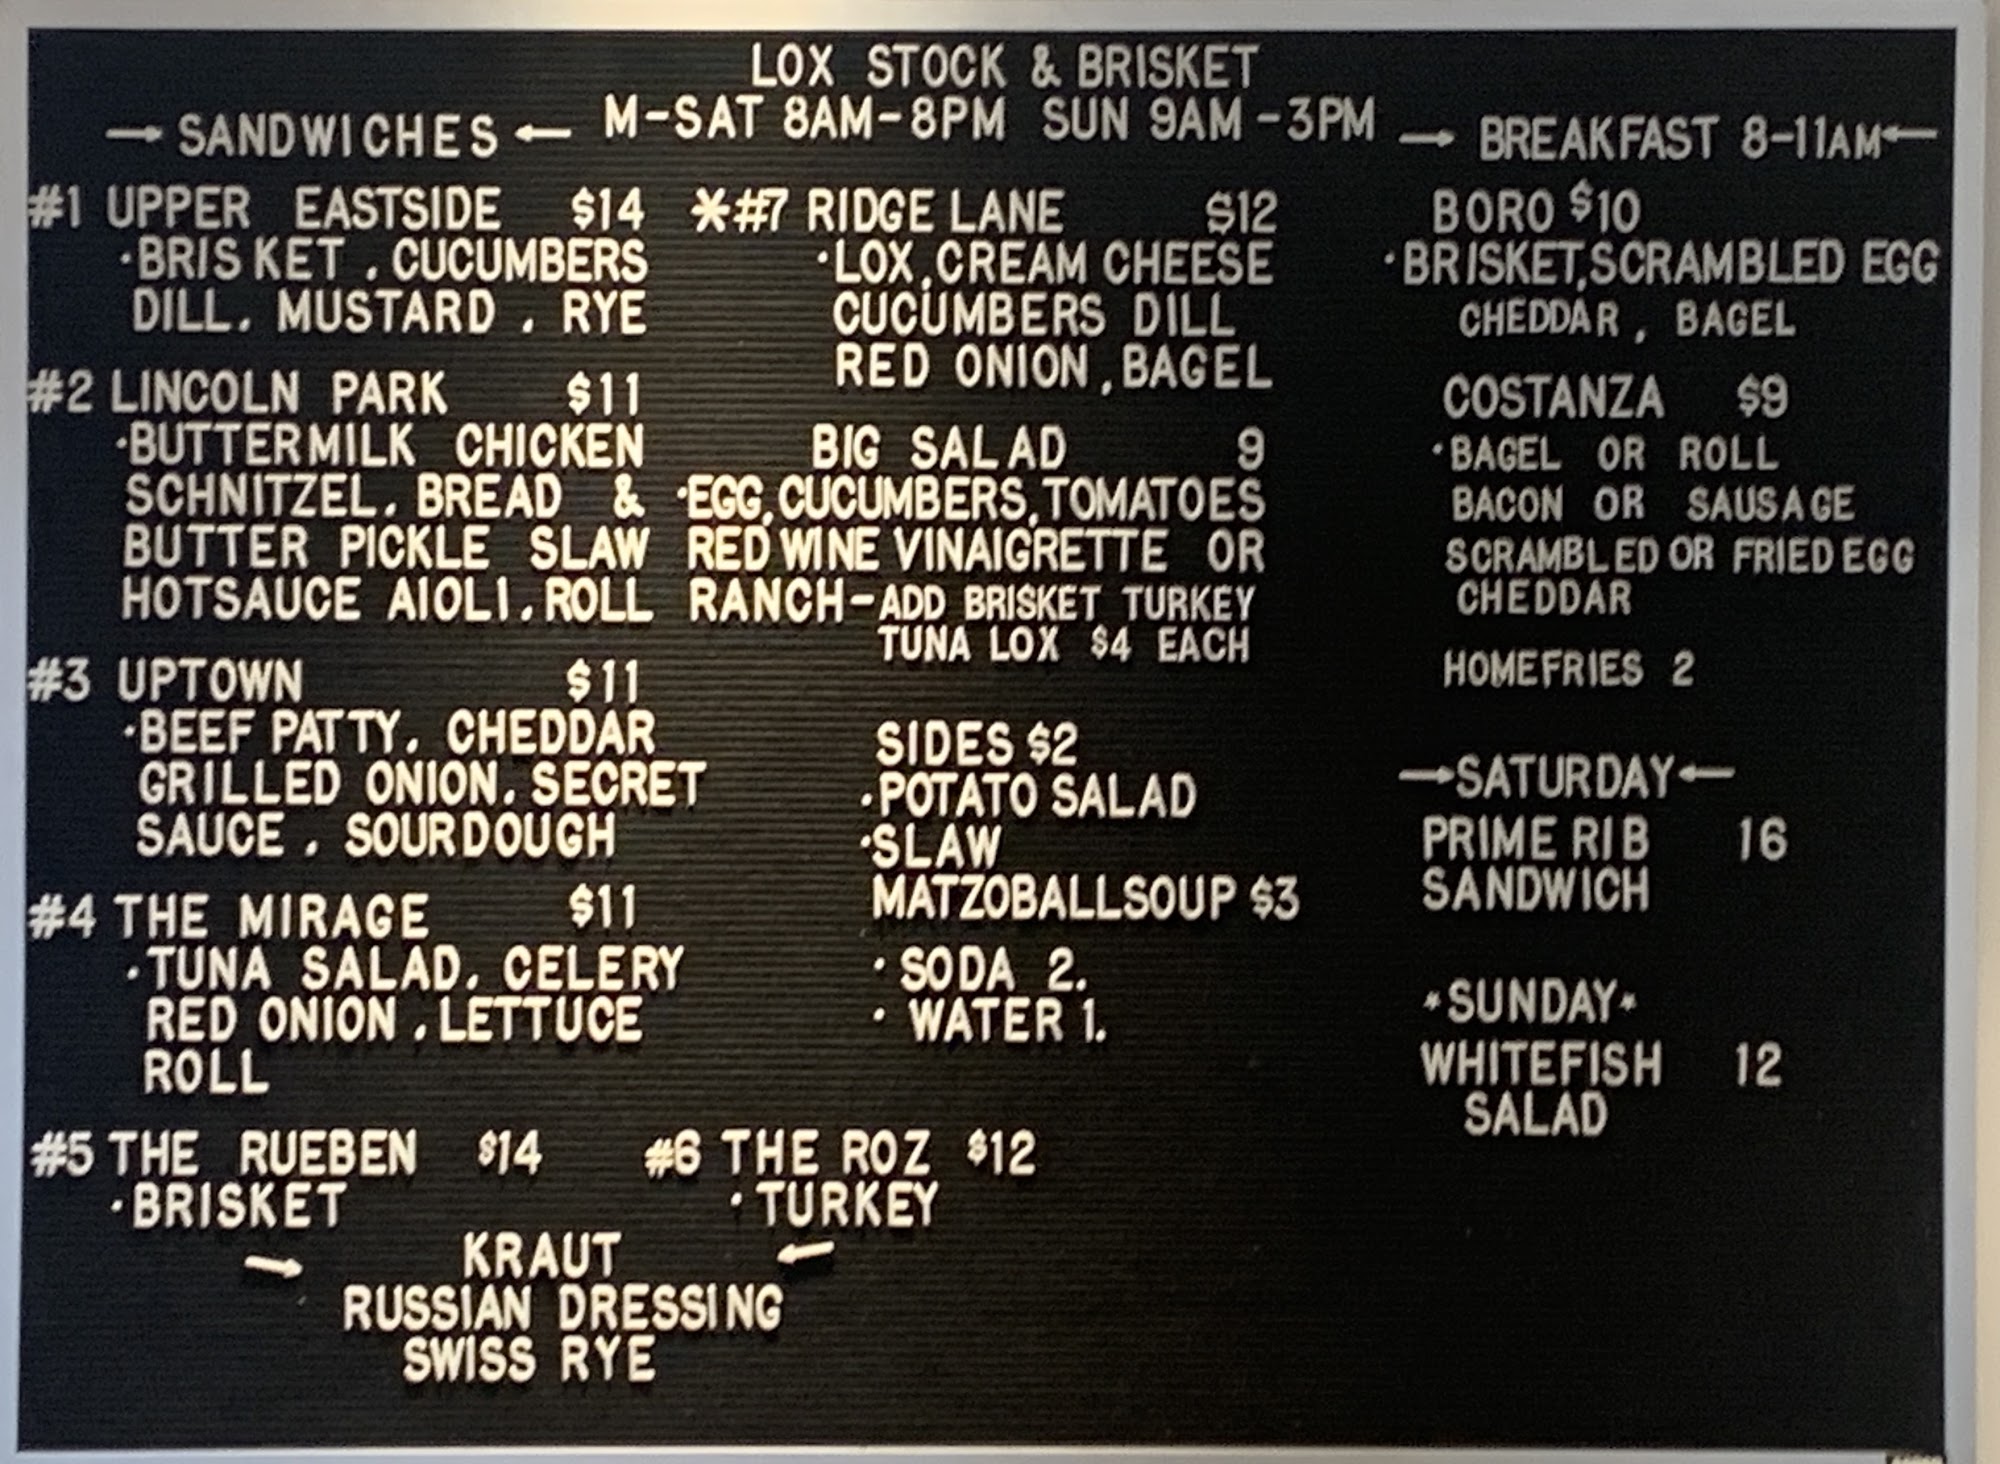 LOX STOCK & BRISKET
M-SAT 8AM-8PM SUN 9AM-3PM
→ SANDWICHES ←
#1 UPPER EASTSIDE $14
·BRISKET, CUCUMBERS
DILL, MUSTARD, RYE
#2 LINCOLN PARK $11
·BUTTERMILK CHICKEN
SCHNITZEL, BREAD &
BUTTER PICKLE SLAW
HOTSAUCE AIOLI, ROLL
#3 UPTOWN $11
·BEEF PATTY, CHEDDAR
GRILLED ONION, SECRET
SAUCE, SOURDOUGH
#4 THE MIRAGE $11
·TUNA SALAD, CELERY
RED ONION, LETTUCE
ROLL
#5 THE RUEBEN $14
·BRISKET
#6 THE ROZ $12
·TURKEY
→ KRAUT ←
RUSSIAN DRESSING
SWISS RYE
*#7 RIDGE LANE $12
·LOX, CREAM CHEESE
CUCUMBERS DILL
RED ONION, BAGEL
BIG SALAD 9
·EGG, CUCUMBERS, TOMATOES
RED WINE VINAIGRETTE OR
RANCH-ADD BRISKET TURKEY
TUNA LOX $4 EACH
SIDES $2
·POTATO SALAD
·SLAW
MATZOBALLSOUP $3
·SODA 2.
·WATER 1.
→ BREAKFAST 8-11AM ←
BORO $10
·BRISKET, SCRAMBLED EGG
CHEDDAR, BAGEL
COSTANZA $9
·BAGEL OR ROLL
BACON OR SAUSAGE
SCRAMBLED OR FRIED EGG
CHEDDAR
HOMEFRIES 2
→SATURDAY←
PRIME RIB 16
SANDWICH
*SUNDAY*
WHITEFISH 12
SALAD